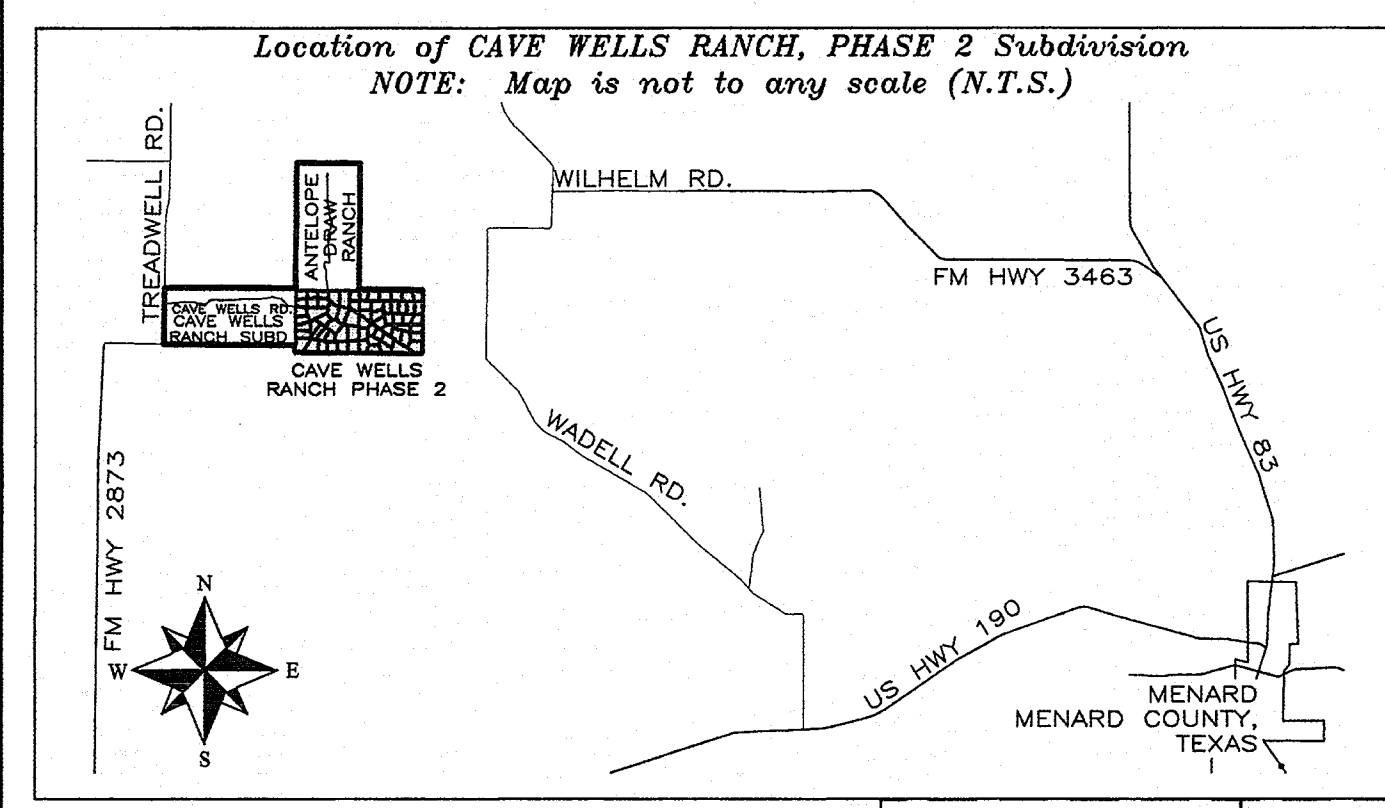 Location of CAVE WELLS RANCH, PHASE 2 Subdivision
NOTE: Map is not to any scale (N.T.S.)
TREADWELL RD.
ANTELOPE
DRAW
RANCH
WILHELM RD.
FM HWY 3463
CAVE WELLS RD.
CAVE WELLS
RANCH SUBD.
CAVE WELLS
RANCH PHASE 2
US HWY 83
WADELL RD.
FM HWY 2873
N
W
E
S
US HWY 190
MENARD
MENARD COUNTY,
TEXAS